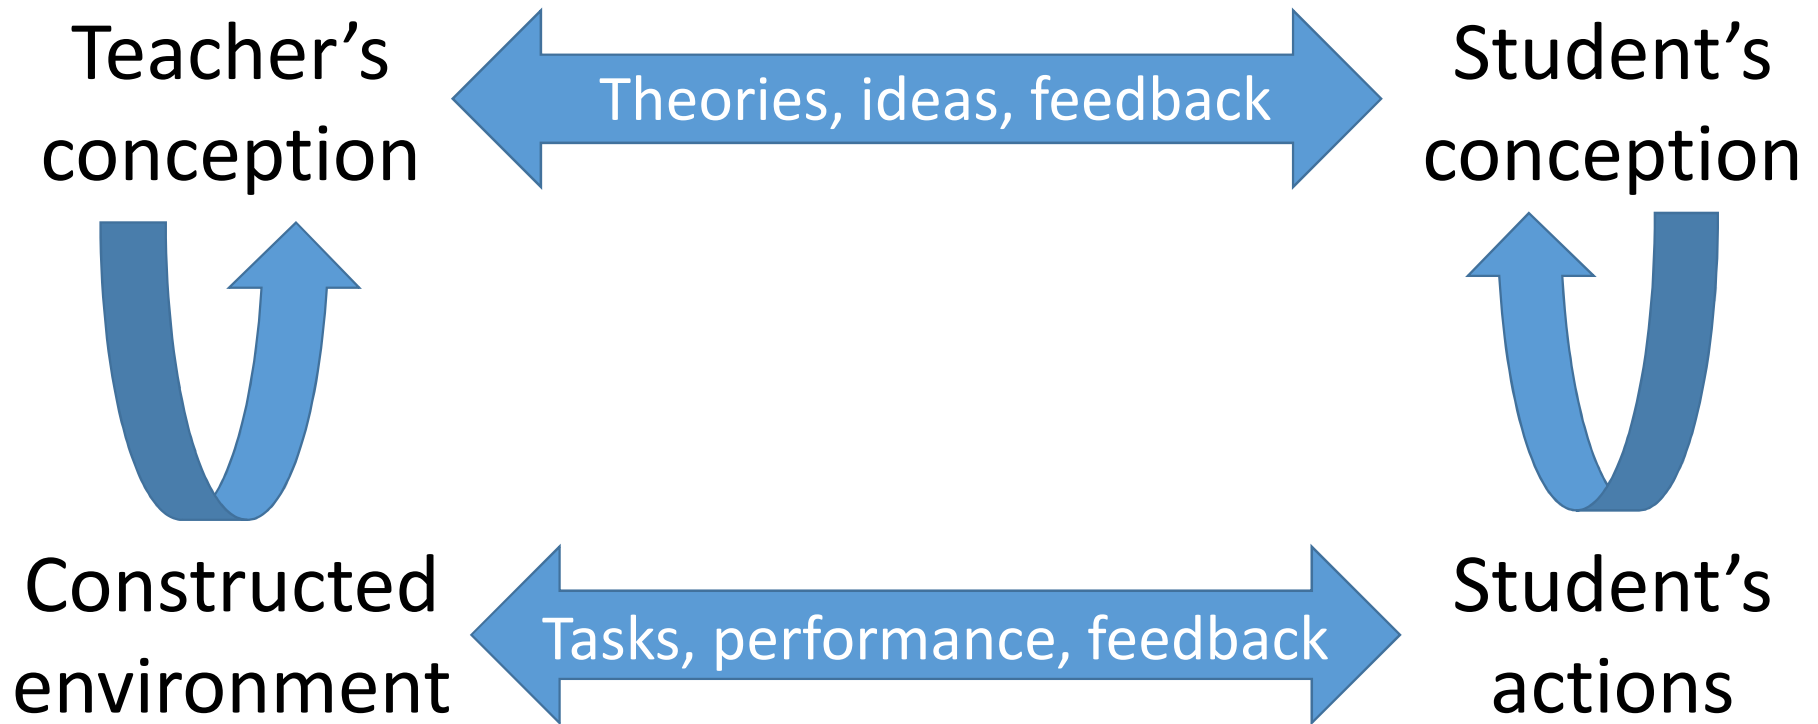 Teacher’s
conception
Theories, ideas, feedback
Student’s
conception
Constructed
environment
Tasks, performance, feedback
Student’s
actions